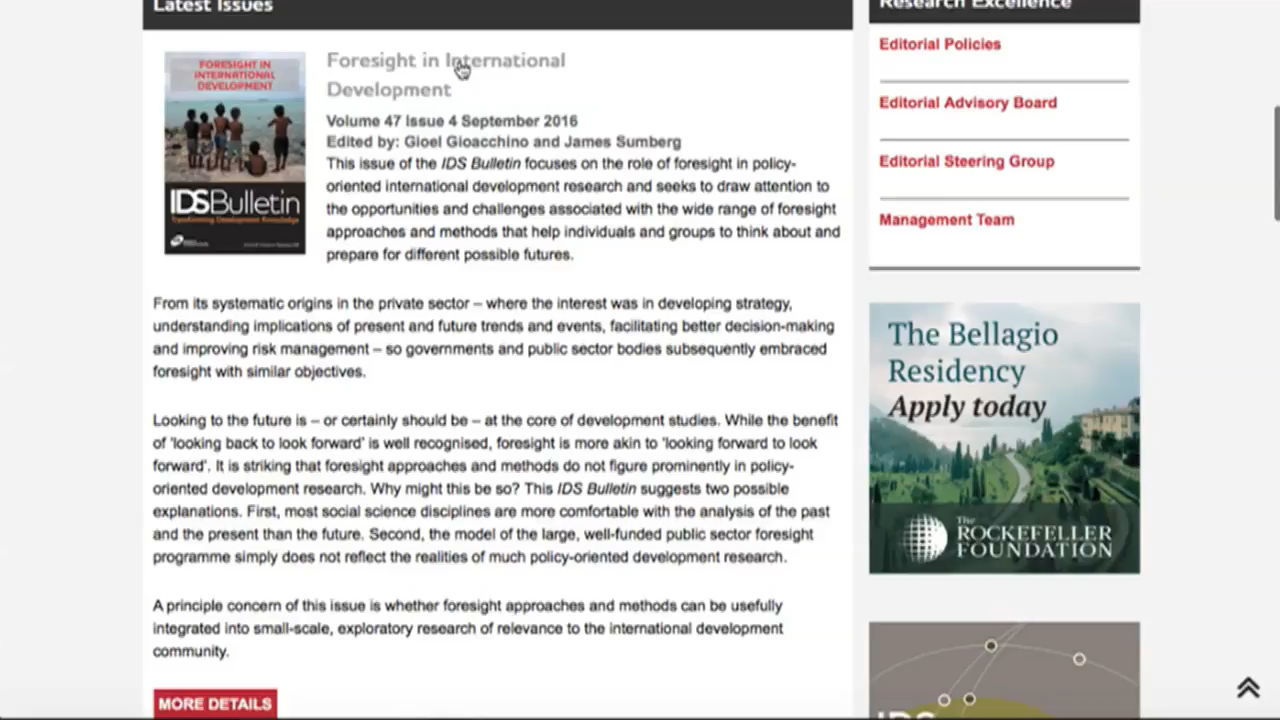 Latest Issues
FORESIGHT IN
INTERNATIONAL
DEVELOPMENT
IDSBulletin
Transforming Development Knowledge
Foresight in International
Development
Volume 47 Issue 4 September 2016
Edited by: Gioel Gioacchino and James Sumberg
This issue of the IDS Bulletin focuses on the role of foresight in policy-
oriented international development research and seeks to draw attention to
the opportunities and challenges associated with the wide range of foresight
approaches and methods that help individuals and groups to think about and
prepare for different possible futures.
From its systematic origins in the private sector – where the interest was in developing strategy,
understanding implications of present and future trends and events, facilitating better decision-making
and improving risk management – so governments and public sector bodies subsequently embraced
foresight with similar objectives.
Looking to the future is – or certainly should be – at the core of development studies. While the benefit
of ‘looking back to look forward’ is well recognised, foresight is more akin to ‘looking forward to look
forward’. It is striking that foresight approaches and methods do not figure prominently in policy-
oriented development research. Why might this be so? This IDS Bulletin suggests two possible
explanations. First, most social science disciplines are more comfortable with the analysis of the past
and the present than the future. Second, the model of the large, well-funded public sector foresight
programme simply does not reflect the realities of much policy-oriented development research.
A principle concern of this issue is whether foresight approaches and methods can be usefully
integrated into small-scale, exploratory research of relevance to the international development
community.
MORE DETAILS
Research Excellence
Editorial Policies
Editorial Advisory Board
Editorial Steering Group
Management Team
The Bellagio
Residency
Apply today
The
ROCKEFELLER
FOUNDATION
IDS